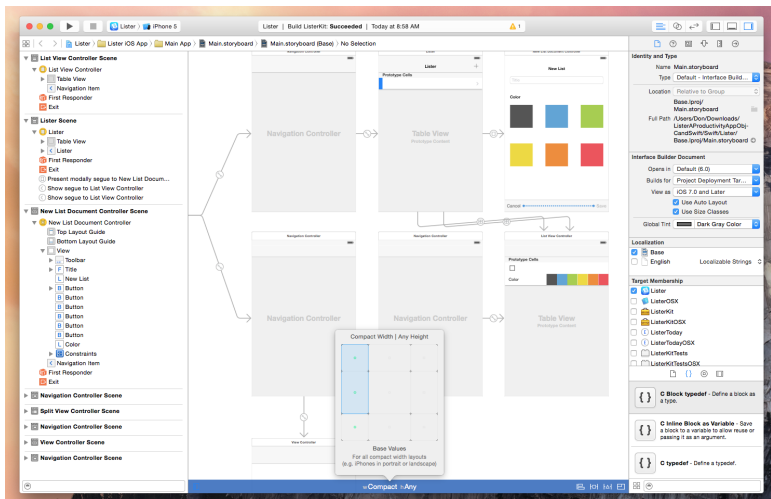 Lister
iPhone 5
Lister | Build ListerKit: Succeeded | Today at 8:58 AM
1
Lister
Lister iOS App
Main App
Main.storyboard
Main.storyboard (Base)
No Selection
List View Controller Scene
List View Controller
Table View
Navigation Item
First Responder
Exit
Lister Scene
Lister
Table View
Lister
First Responder
Exit
Present modally segue to New List Docum...
Show segue to List View Controller
Show segue to List View Controller
New List Document Controller Scene
New List Document Controller
Top Layout Guide
Bottom Layout Guide
View
Toolbar
F Title
L New List
B Button
B Button
B Button
B Button
B Button
B Button
L Color
Constraints
Navigation Item
First Responder
Exit
Navigation Controller Scene
Split View Controller Scene
Navigation Controller Scene
View Controller Scene
Navigation Controller Scene
Navigation Controller
Lister
Prototype Cells
Table View
Prototype Content
New List Document Controller
New List
Title
Color
Cancel
Save
Navigation Controller
Navigation Controller
Navigation Controller
Navigation Controller
List View Controller
Prototype Cells
Color
Table View
Prototype Content
View Controller
Compact Width | Any Height
Base Values
For all compact width layouts
(e.g. iPhones in portrait or landscape)
wCompact hAny
Identity and Type
Name Main.storyboard
Type Default - Interface Build...
Location Relative to Group
Base.lproj/
Main.storyboard
Full Path /Users/Don/Downloads/
ListerAProductivityAppObj-
CandSwift/Swift/Lister/
Base.lproj/Main.storyboard
Interface Builder Document
Opens in Default (6.0)
Builds for Project Deployment Tar...
View as iOS 7.0 and Later
Use Auto Layout
Use Size Classes
Global Tint Dark Gray Color
Localization
Base
English Localizable Strings
Target Membership
Lister
ListerOSX
ListerKit
ListerKitOSX
ListerToday
ListerTodayOSX
ListerKitTests
ListerKitTestsOSX
{ }
C Block typedef - Define a block as
a type.
{ }
C Inline Block as Variable - Save
a block to a variable to allow reuse or
passing it as an argument.
{ }
C typedef - Define a typedef.